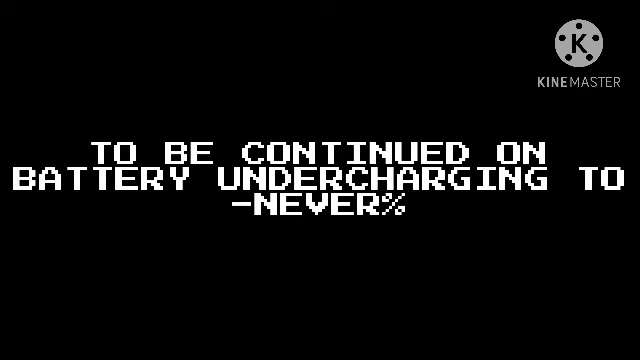 K
KINEMASTER
TO BE CONTINUED ON
BATTERY UNDERCHARGING TO
-NEVER%